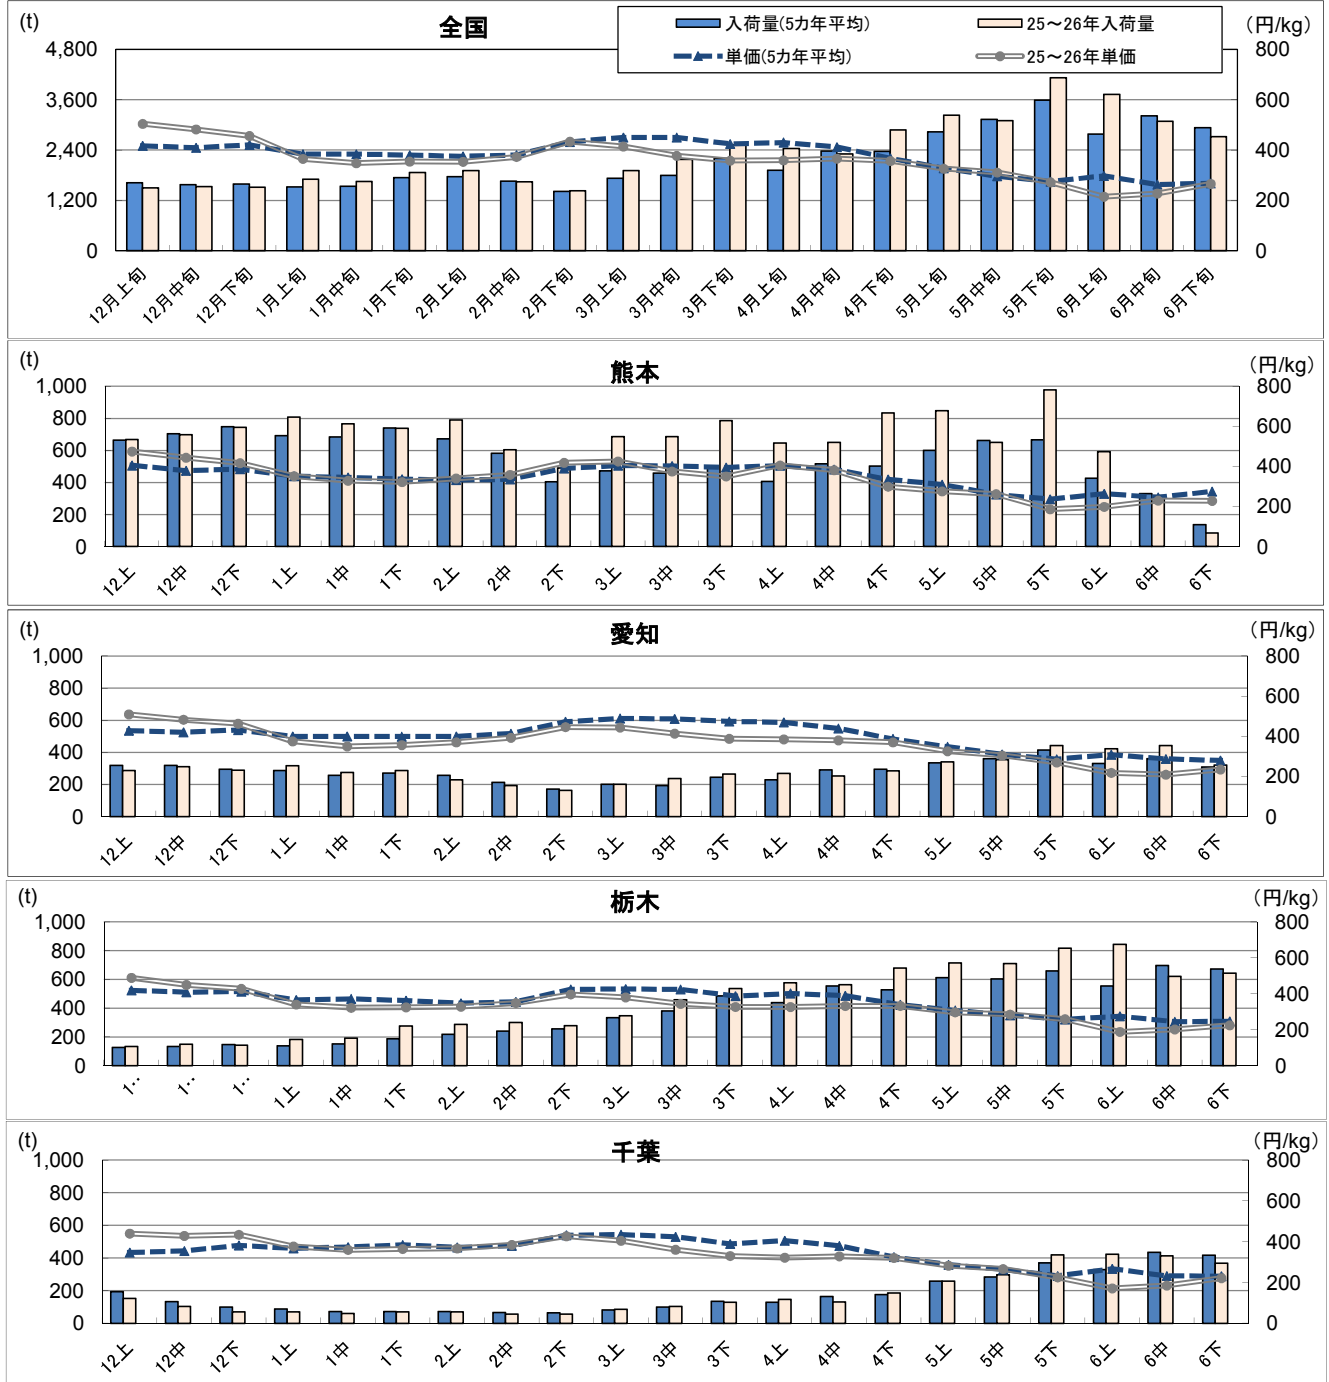 (t)
全国
(円/kg)
入荷量(5カ年平均)
25～26年入荷量
単価(5カ年平均)
25～26年単価
4,800
3,600
2,400
1,200
0
800
600
400
200
0
12月上旬
12月中旬
12月下旬
1月上旬
1月中旬
1月下旬
2月上旬
2月中旬
2月下旬
3月上旬
3月中旬
3月下旬
4月上旬
4月中旬
4月下旬
5月上旬
5月中旬
5月下旬
6月上旬
6月中旬
6月下旬
(t)
熊本
(円/kg)
1,000
800
600
400
200
0
800
600
400
200
0
12上
12中
12下
1上
1中
1下
2上
2中
2下
3上
3中
3下
4上
4中
4下
5上
5中
5下
6上
6中
6下
(t)
愛知
(円/kg)
1,000
800
600
400
200
0
800
600
400
200
0
12上
12中
12下
1上
1中
1下
2上
2中
2下
3上
3中
3下
4上
4中
4下
5上
5中
5下
6上
6中
6下
(t)
栃木
(円/kg)
1,000
800
600
400
200
0
800
600
400
200
0
1‥
1‥
1‥
1上
1中
1下
2上
2中
2下
3上
3中
3下
4上
4中
4下
5上
5中
5下
6上
6中
6下
(t)
千葉
(円/kg)
1,000
800
600
400
200
0
800
600
400
200
0
12上
12中
12下
1上
1中
1下
2上
2中
2下
3上
3中
3下
4上
4中
4下
5上
5中
5下
6上
6中
6下